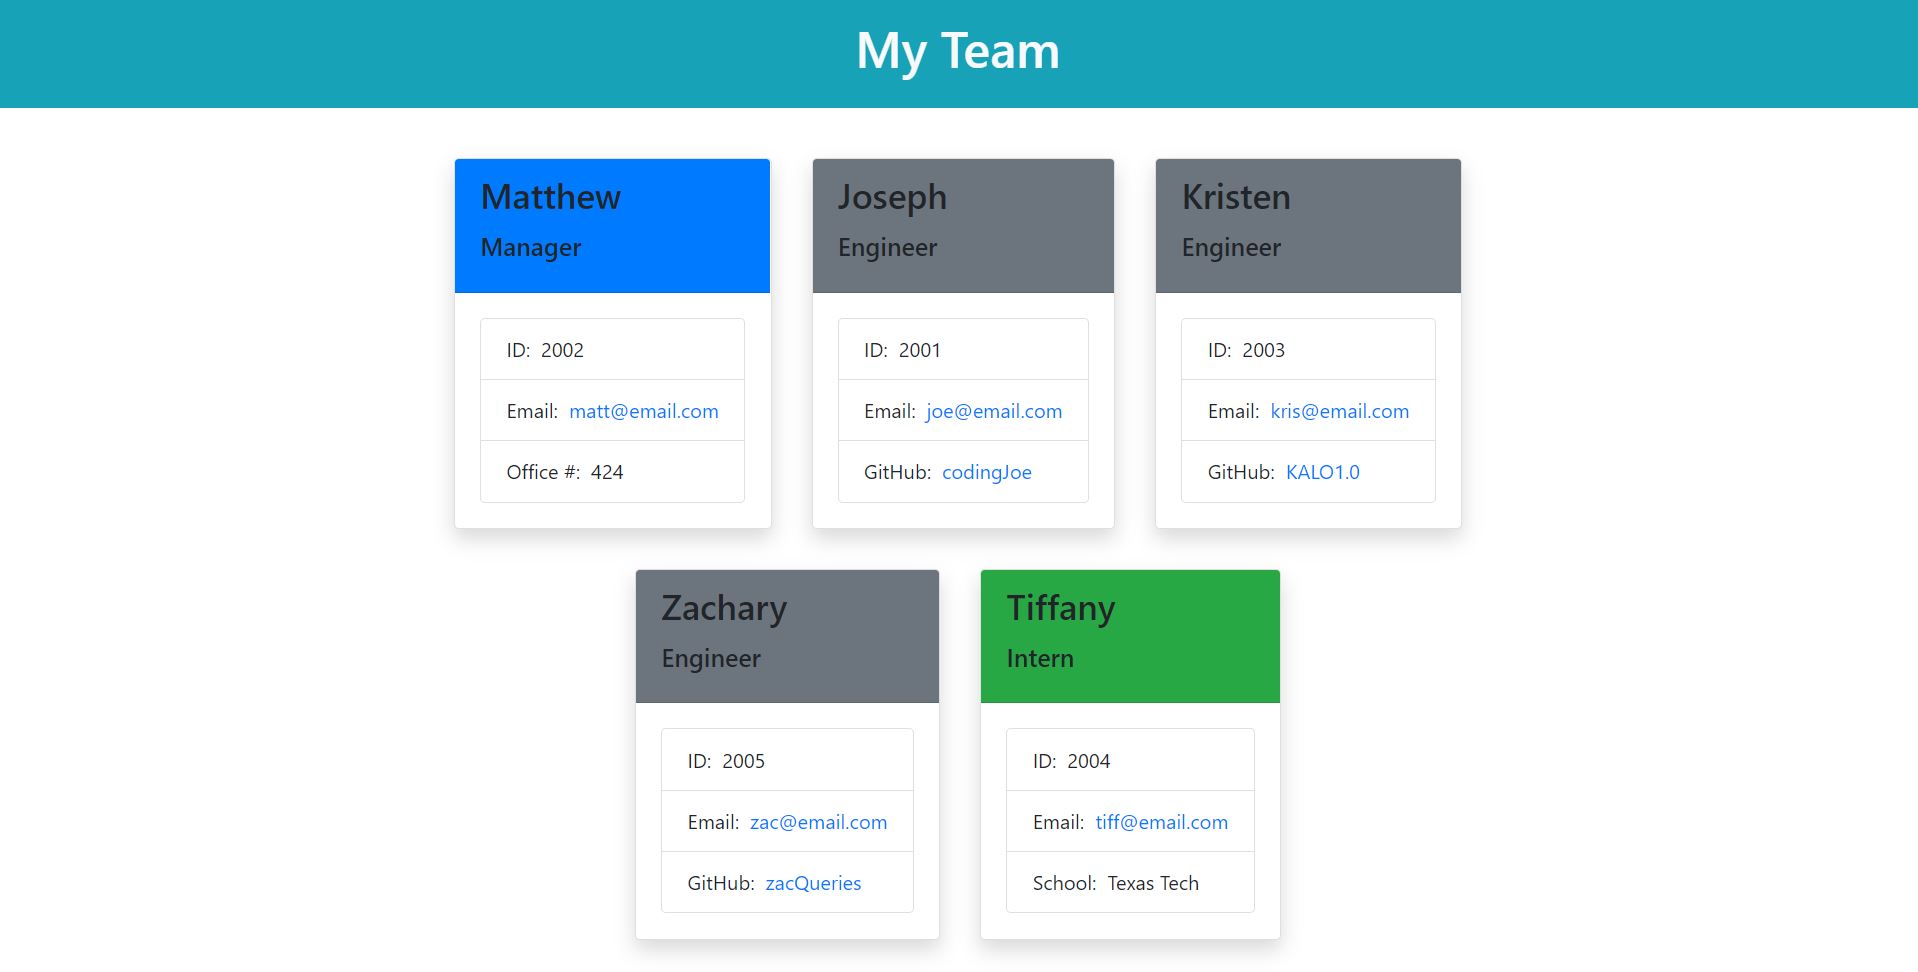 My Team
Matthew
Manager
ID: 2002
Email: matt@email.com
Office #: 424
Joseph
Engineer
ID: 2001
Email: joe@email.com
GitHub: codingJoe
Kristen
Engineer
ID: 2003
Email: kris@email.com
GitHub: KALO1.0
Zachary
Engineer
ID: 2005
Email: zac@email.com
GitHub: zacQueries
Tiffany
Intern
ID: 2004
Email: tiff@email.com
School: Texas Tech